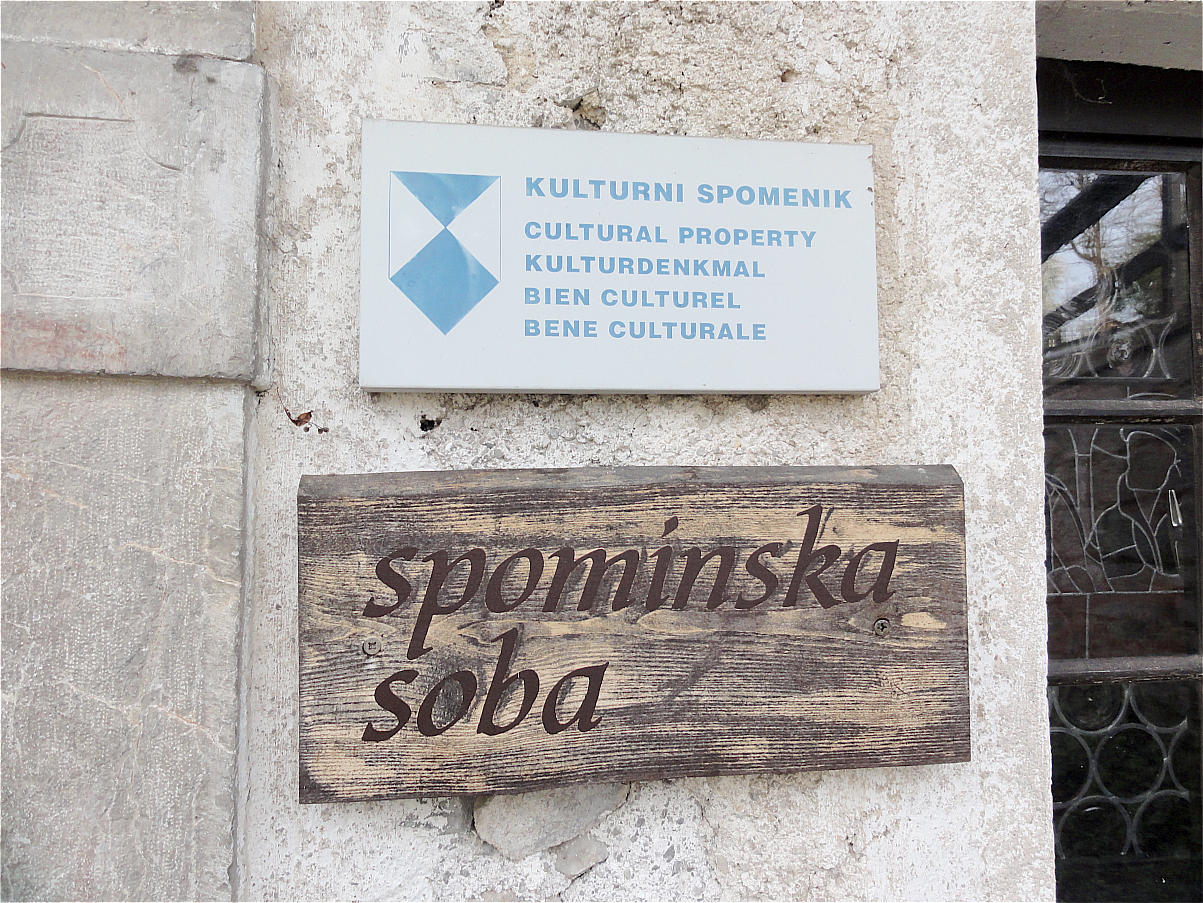 KULTURNI SPOMENIK
CULTURAL PROPERTY
KULTURDENKMAL
BIEN CULTUREL
BENE CULTURALE
spominska
soba